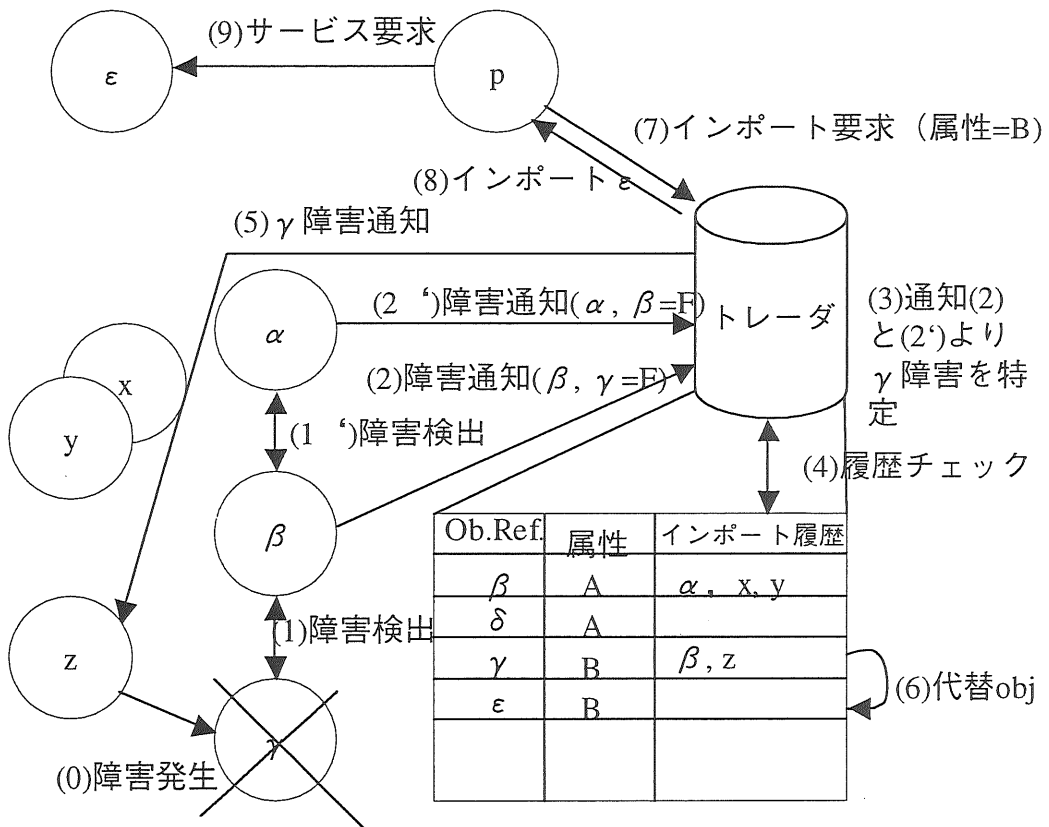 (9)サービス要求
ε
p
(7)インポート要求（属性=B)
(8)インポート ε
(5) γ 障害通知
α
(2 ‘)障害通知(α, β=F)
トレーダ
(3)通知(2)
と(2‘)より
γ 障害を特
定
x
y
(2)障害通知(β, γ=F)
(1 ‘)障害検出
(4)履歴チェック
β
Ob.Ref. 属性 インポート履歴
β A α, x, y
δ A
γ B β, z
ε B
(1)障害検出
z
(6)代替obj
γ
(0)障害発生